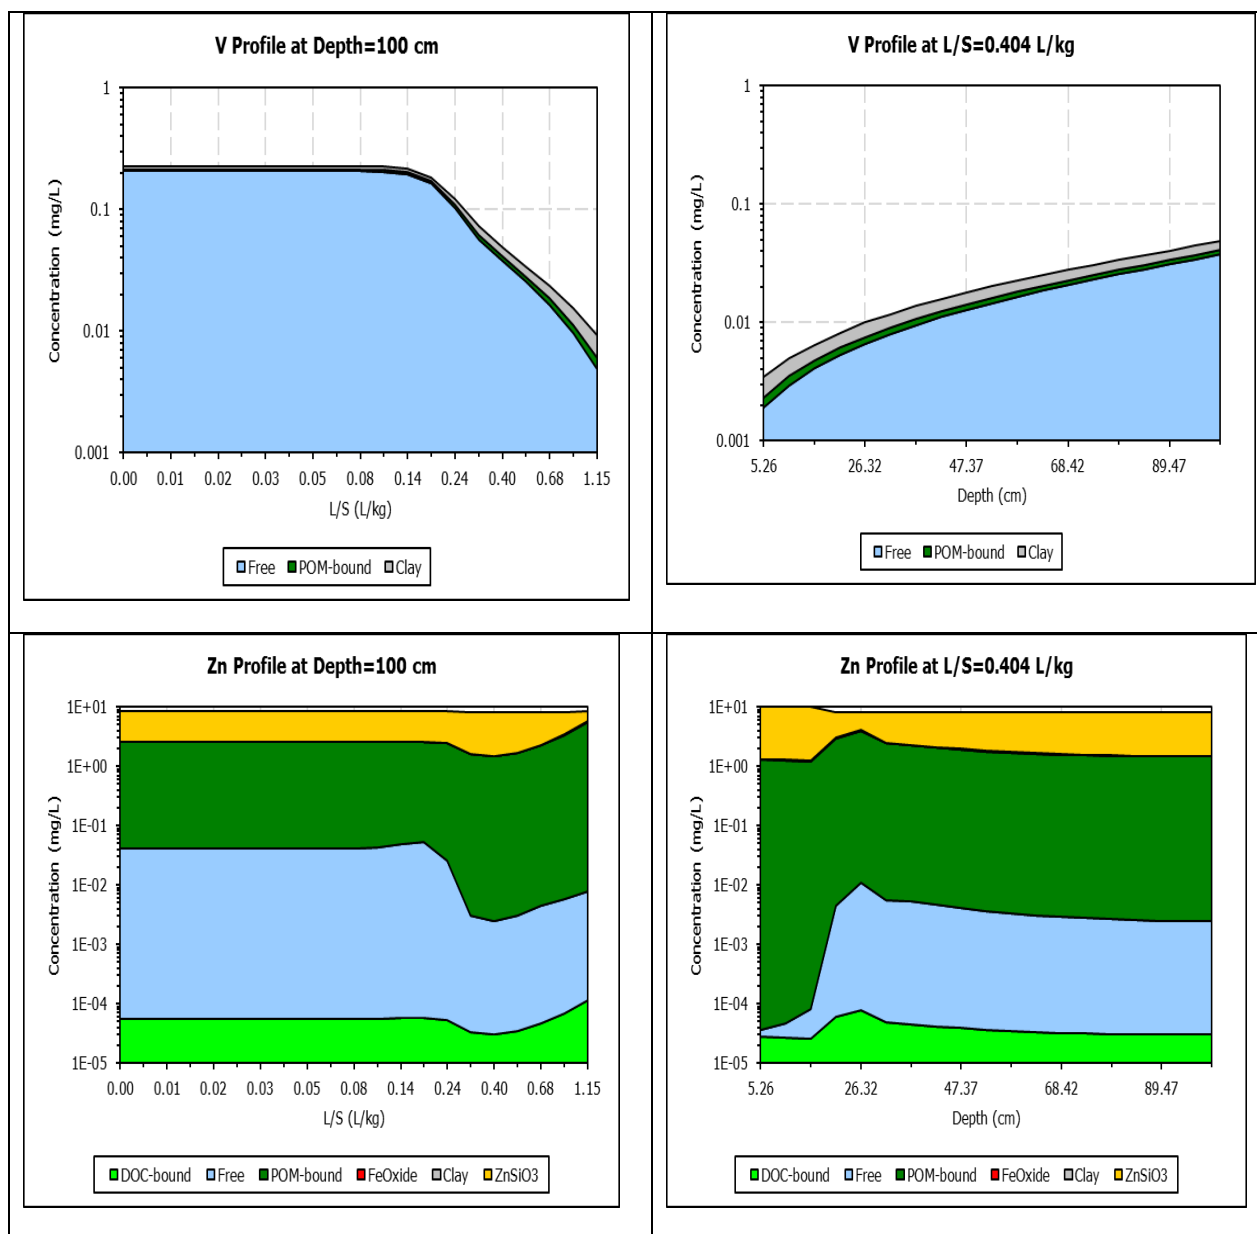 V Profile at Depth=100 cm
Concentration (mg/L)
1
0.1
0.01
0.001
0.00 0.01 0.02 0.03 0.05 0.08 0.14 0.24 0.40 0.68 1.15
L/S (L/kg)
Free POM-bound Clay
V Profile at L/S=0.404 L/kg
Concentration (mg/L)
1
0.1
0.01
0.001
5.26 26.32 47.37 68.42 89.47
Depth (cm)
Free POM-bound Clay
Zn Profile at Depth=100 cm
Concentration (mg/L)
1E+01
1E+00
1E-01
1E-02
1E-03
1E-04
1E-05
0.00 0.01 0.02 0.03 0.05 0.08 0.14 0.24 0.40 0.68 1.15
L/S (L/kg)
DOC-bound Free POM-bound FeOxide Clay ZnSiO3
Zn Profile at L/S=0.404 L/kg
Concentration (mg/L)
1E+01
1E+00
1E-01
1E-02
1E-03
1E-04
1E-05
5.26 26.32 47.37 68.42 89.47
Depth (cm)
DOC-bound Free POM-bound FeOxide Clay ZnSiO3